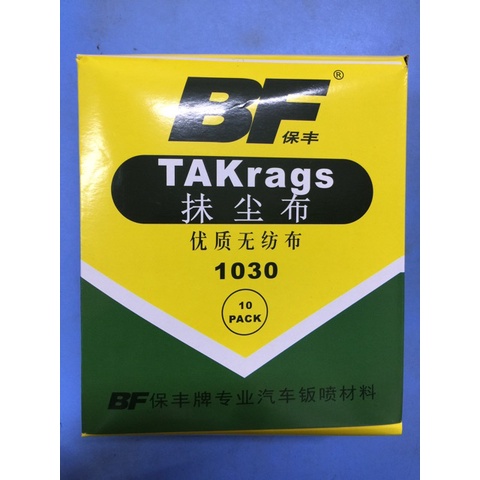 BF®
保丰
TAKrags
抹尘布
优质无纺布
1030
10
PACK
BF保丰牌专业汽车钣喷材料